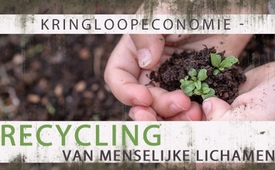 KRINGLOOPECONOMIE -
RECYCLING
VAN MENSELIJKE LICHAMEN